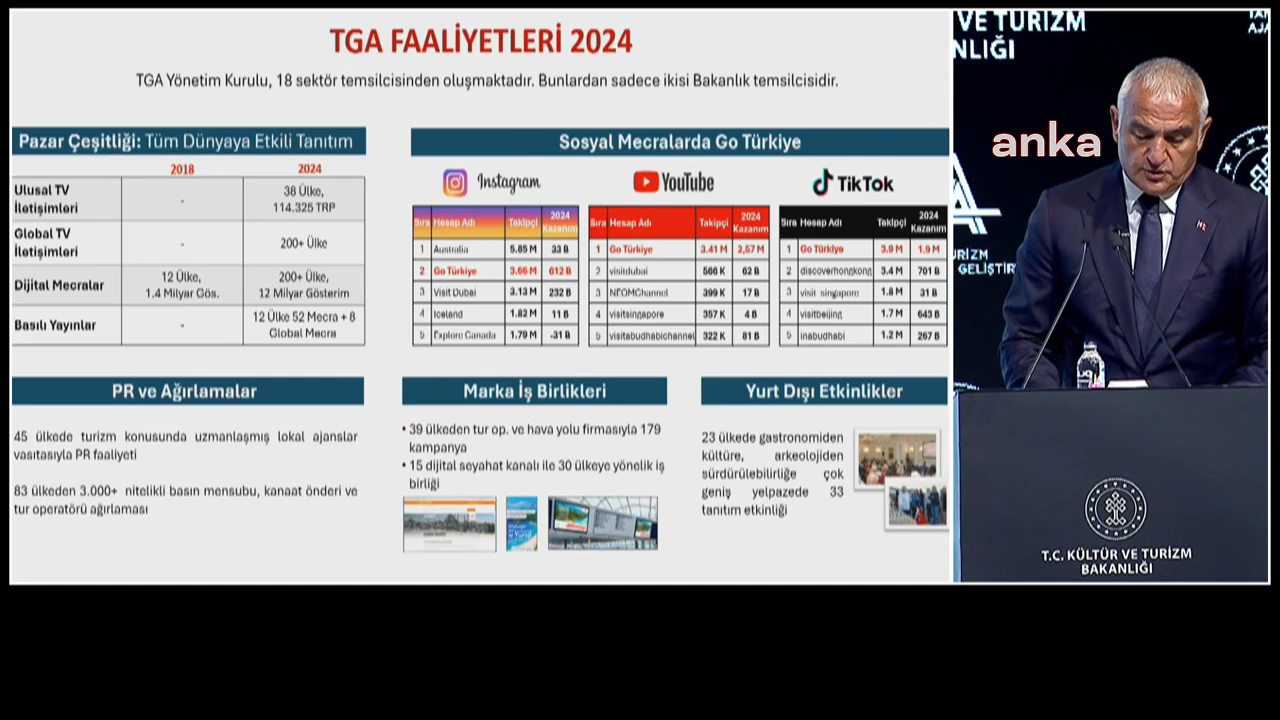 TGA FAALİYETLERİ 2024
TGA Yönetim Kurulu, 18 sektör temsilcisinden oluşmaktadır. Bunlardan sadece ikisi Bakanlık temsilcisidir.
Pazar Çeşitliği: Tüm Dünyaya Etkili Tanıtım
2018 2024
Ulusal TV İletişimleri - 38 Ülke, 114.325 TRP
Global TV İletişimleri - 200+ Ülke
Dijital Mecralar 12 Ülke, 1.4 Milyar Gös. 200+ Ülke, 12 Milyar Gösterim
Basılı Yayınlar - 12 Ülke 52 Mecra + 8 Global Mecra
Sosyal Mecralarda Go Türkiye
Instagram
Sıra Hesap Adı Takipçi 2024 Kazanım
1 Australia 5.85 M 33 B
2 Go Türkiye 3.66 M 612 B
3 Visit Dubai 3.13 M 232 B
4 Iceland 1.82 M 11 B
5 Explore Canada 1.79 M -31 B
YouTube
Sıra Hesap Adı Takipçi 2024 Kazanım
1 Go Türkiye 3.41 M 2,57 M
2 visitdubai 566 K 62 B
3 NEOMChannel 399 K 17 B
4 visitsingapore 357 K 4 B
5 visitabudhabichannel 322 K 81 B
TikTok
Sıra Hesap Adı Takipçi 2024 Kazanım
1 Go Türkiye 3.9 M 1.9 M
2 discoverhongkong 3.4 M 701 B
3 visit_singapore 1.8 M 31 B
4 visitbeijing 1.7 M 643 B
5 inabudhabi 1.2 M 267 B
PR ve Ağırlamalar
45 ülkede turizm konusunda uzmanlaşmış lokal ajanslar
vasıtasıyla PR faaliyeti
83 ülkeden 3.000+ nitelikli basın mensubu, kanaat önderi ve
tur operatörü ağırlaması
Marka İş Birlikleri
• 39 ülkeden tur op. ve hava yolu firmasıyla 179
kampanya
• 15 dijital seyahat kanalı ile 30 ülkeye yönelik iş
birliği
Yurt Dışı Etkinlikler
23 ülkede gastronomiden
kültüre, arkeolojiden
sürdürülebilirliğe çok
geniş yelpazede 33
tanıtım etkinliği
VE TURİZM
NLIĞI
anka
A
RİZM
GELİŞTİR
T.C. KÜLTÜR VE TURİZM
BAKANLIĞI